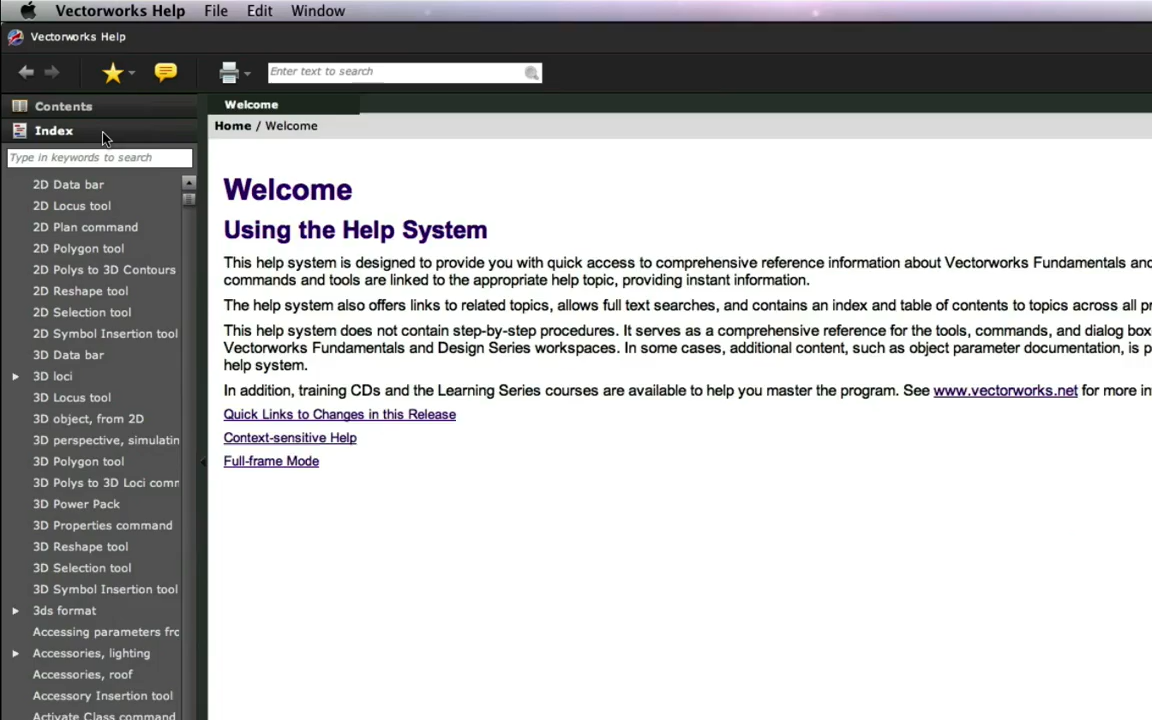 Vectorworks Help File Edit Window
Vectorworks Help
Enter text to search
Contents
Index
Type in keywords to search
2D Data bar
2D Locus tool
2D Plan command
2D Polygon tool
2D Polys to 3D Contours
2D Reshape tool
2D Selection tool
2D Symbol Insertion tool
3D Data bar
3D loci
3D Locus tool
3D object, from 2D
3D perspective, simulatin
3D Polygon tool
3D Polys to 3D Loci comm
3D Power Pack
3D Properties command
3D Reshape tool
3D Selection tool
3D Symbol Insertion tool
3ds format
Accessing parameters fro
Accessories, lighting
Accessories, roof
Accessory Insertion tool
Activate Class command
Welcome
Home / Welcome
Welcome
Using the Help System
This help system is designed to provide you with quick access to comprehensive reference information about Vectorworks Fundamentals and
commands and tools are linked to the appropriate help topic, providing instant information.
The help system also offers links to related topics, allows full text searches, and contains an index and table of contents to topics across all pr
This help system does not contain step-by-step procedures. It serves as a comprehensive reference for the tools, commands, and dialog box
Vectorworks Fundamentals and Design Series workspaces. In some cases, additional content, such as object parameter documentation, is p
help system.
In addition, training CDs and the Learning Series courses are available to help you master the program. See www.vectorworks.net for more in
Quick Links to Changes in this Release
Context-sensitive Help
Full-frame Mode